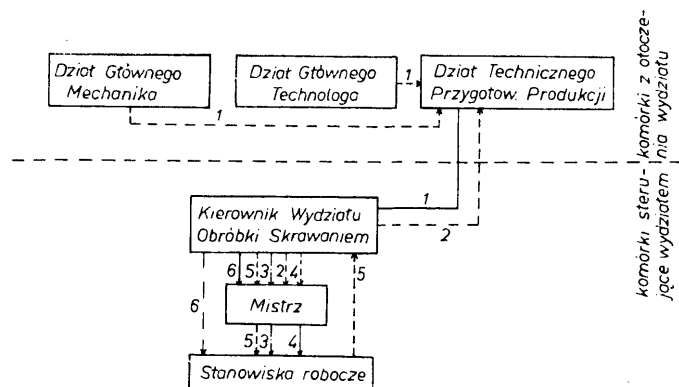 Dział Głównego
Mechanika
Dział Głównego
Technologa
1
Dział Technicznego
Przygotow. Produkcji
1
komórki z otocze-
nia wydziału
1
Kierownik Wydziału
Obróbki Skrawaniem
2
komórki steru-
jące wydziałem
6
5
3
2
4
5
6
Mistrz
5
3
4
Stanowiska robocze